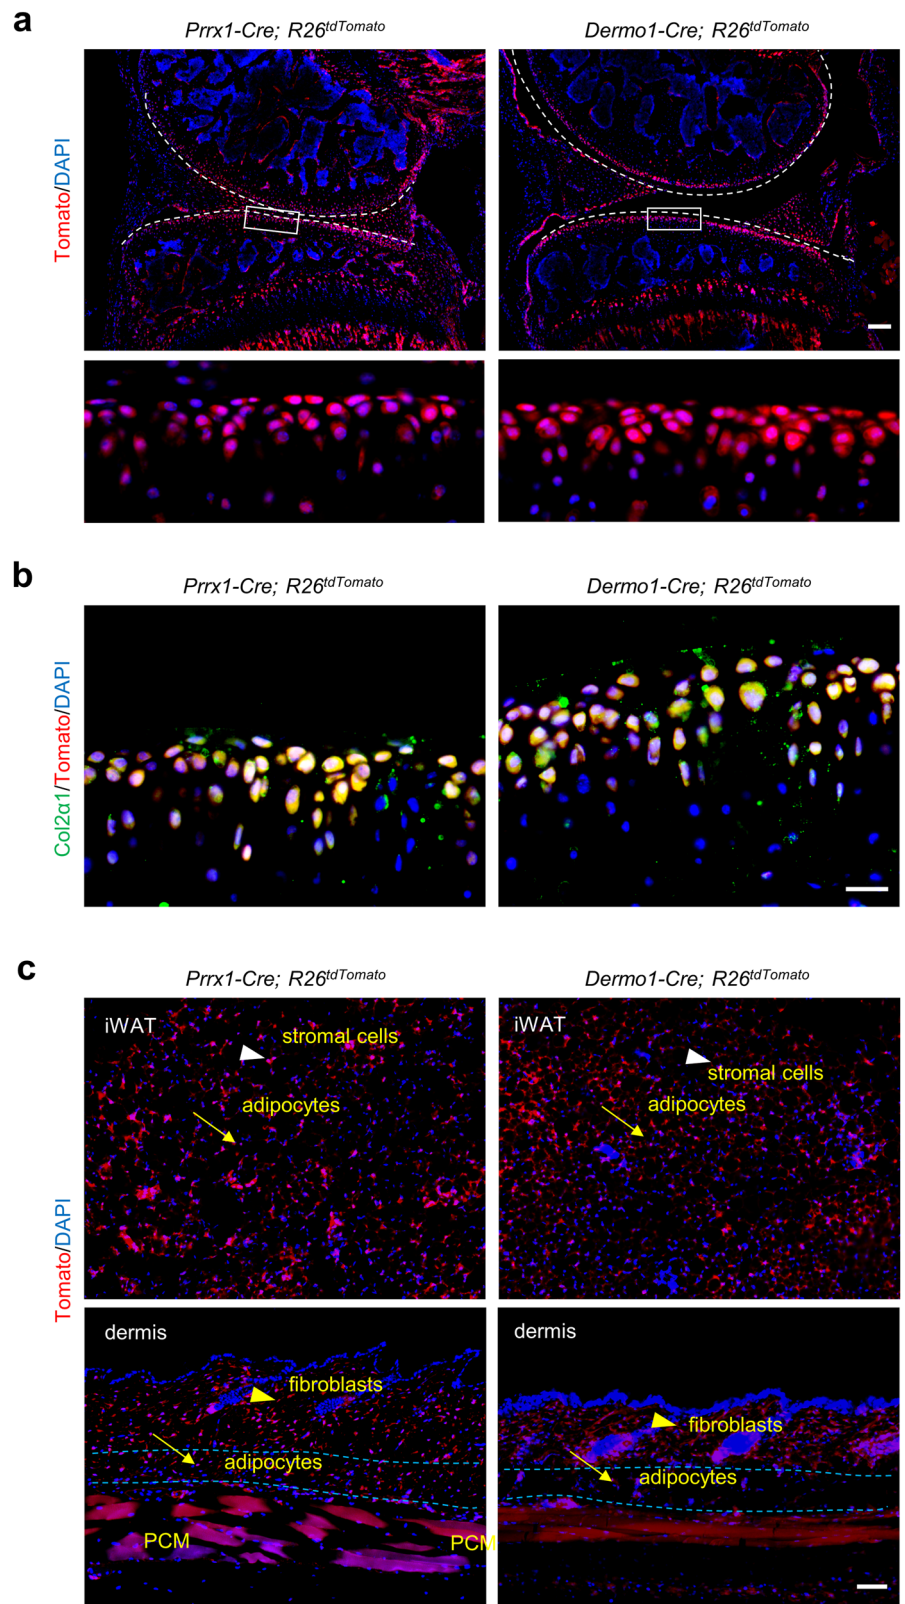 a
Prrx1-Cre; R26tdTomato
Dermo1-Cre; R26tdTomato
Tomato/DAPI
b
Prrx1-Cre; R26tdTomato
Dermo1-Cre; R26tdTomato
Col2α1/Tomato/DAPI
c
Prrx1-Cre; R26tdTomato
Dermo1-Cre; R26tdTomato
Tomato/DAPI
iWAT
stromal cells
adipocytes
iWAT
stromal cells
adipocytes
dermis
fibroblasts
adipocytes
PCM
PCM
dermis
fibroblasts
adipocytes